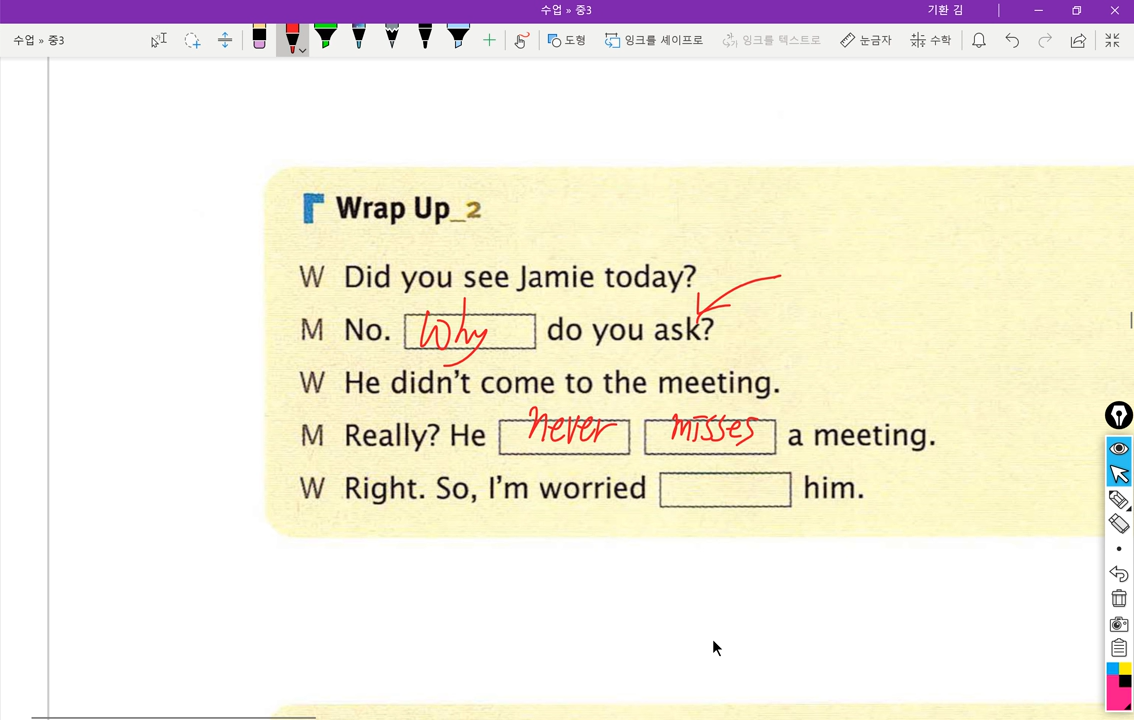 수업 » 중3
기환 김
수업 » 중3
도형
잉크를 셰이프로
잉크를 텍스트로
눈금자
수학
Wrap Up_2
W Did you see Jamie today?
M No. Why do you ask?
W He didn't come to the meeting.
M Really? He never misses a meeting.
W Right. So, I'm worried him.